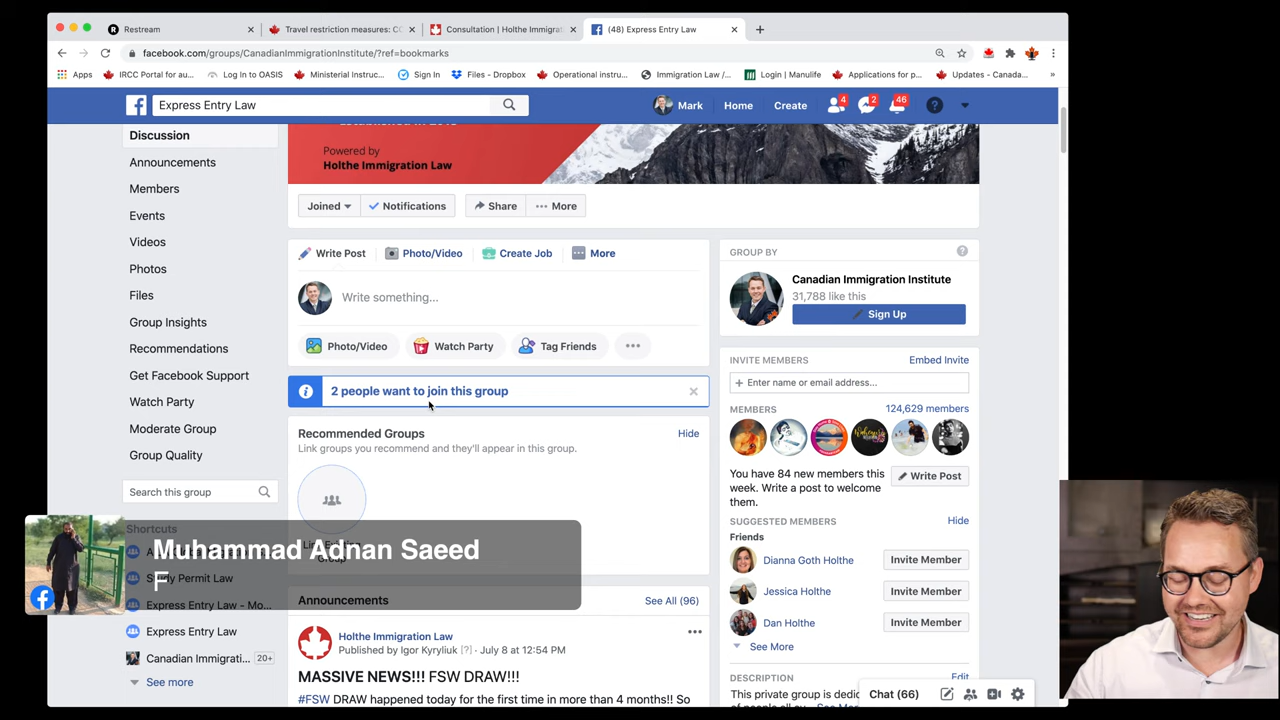 Restream
Travel restriction measures: CO
Consultation | Holthe Immigrati
(48) Express Entry Law
facebook.com/groups/CanadianImmigrationInstitute/?ref=bookmarks
Apps
IRCC Portal for au...
Log In to OASIS
Ministerial Instruc...
Sign In
Files - Dropbox
Operational instru...
Immigration Law /...
Login | Manulife
Applications for p...
Updates - Canada...
»
Express Entry Law
Mark
Home
Create
4
2
46
Discussion
Announcements
Members
Events
Videos
Photos
Files
Group Insights
Recommendations
Get Facebook Support
Watch Party
Moderate Group
Group Quality
Search this group
Shortcuts
Study Permit Law
Express Entry Law - Mo...
Express Entry Law
Canadian Immigrati...
20+
See more
Powered by
Holthe Immigration Law
Joined
Notifications
Share
More
Write Post
Photo/Video
Create Job
More
Write something...
Photo/Video
Watch Party
Tag Friends
2 people want to join this group
Recommended Groups
Hide
Link groups you recommend and they'll appear in this group.
Group
Muhammad Adnan Saeed
F
Announcements
See All (96)
Holthe Immigration Law
Published by Igor Kyryliuk [?] · July 8 at 12:54 PM
MASSIVE NEWS!!! FSW DRAW!!!
#FSW DRAW happened today for the first time in more than 4 months!! So
GROUP BY
Canadian Immigration Institute
31,788 like this
Sign Up
INVITE MEMBERS
Embed Invite
+ Enter name or email address...
MEMBERS
124,629 members
You have 84 new members this
week. Write a post to welcome
them.
Write Post
SUGGESTED MEMBERS
Hide
Friends
Dianna Goth Holthe
Invite Member
Jessica Holthe
Invite Member
Dan Holthe
Invite Member
See More
DESCRIPTION
Edit
This private group is dedic
Chat (66)